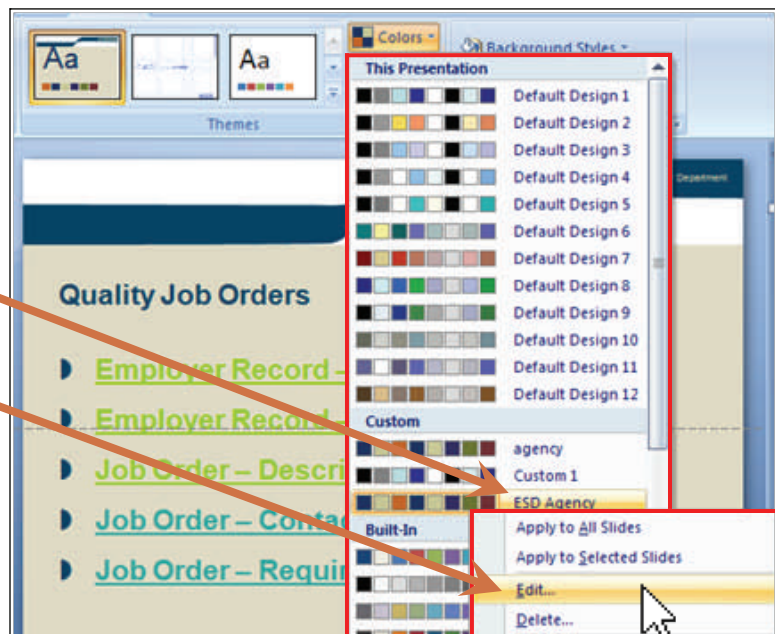 Colors
Background Styles
Aa
Aa
Themes
This Presentation
Default Design 1
Default Design 2
Default Design 3
Default Design 4
Default Design 5
Default Design 6
Default Design 7
Default Design 8
Default Design 9
Default Design 10
Default Design 11
Default Design 12
Custom
agency
Custom 1
ESD Agency
Built-In
Apply to All Slides
Apply to Selected Slides
Edit...
Delete...
Department
Quality Job Orders
Employer Record –
Employer Record –
Job Order – Descri
Job Order – Conta
Job Order – Requir